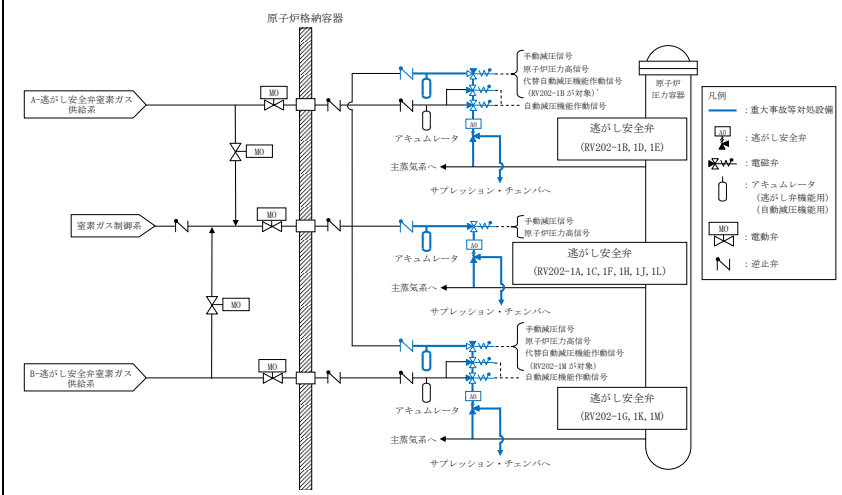 原子炉格納容器
手動減圧信号
原子炉圧力高信号
代替自動減圧機能作動信号
(RV202-1Bが対象)
自動減圧機能作動信号
A-逃がし安全弁窒素ガス
供給系
MO
MO
アキュムレータ
AO
逃がし安全弁
(RV202-1B, 1D, 1E)
主蒸気系へ
サプレッション・チェンバへ
原子炉
圧力容器
凡例
:重大事故等対処設備
AO
:逃がし安全弁
:電磁弁
:アキュムレータ
(逃がし弁機能用)
(自動減圧機能用)
MO
:電動弁
:逆止弁
窒素ガス制御系
MO
手動減圧信号
原子炉圧力高信号
アキュムレータ
AO
逃がし安全弁
(RV202-1A, 1C, 1F, 1H, 1J, 1L)
主蒸気系へ
サプレッション・チェンバへ
MO
手動減圧信号
原子炉圧力高信号
代替自動減圧機能作動信号
(RV202-1Mが対象)
自動減圧機能作動信号
B-逃がし安全弁窒素ガス
供給系
MO
アキュムレータ
AO
逃がし安全弁
(RV202-1G, 1K, 1M)
主蒸気系へ
サプレッション・チェンバへ